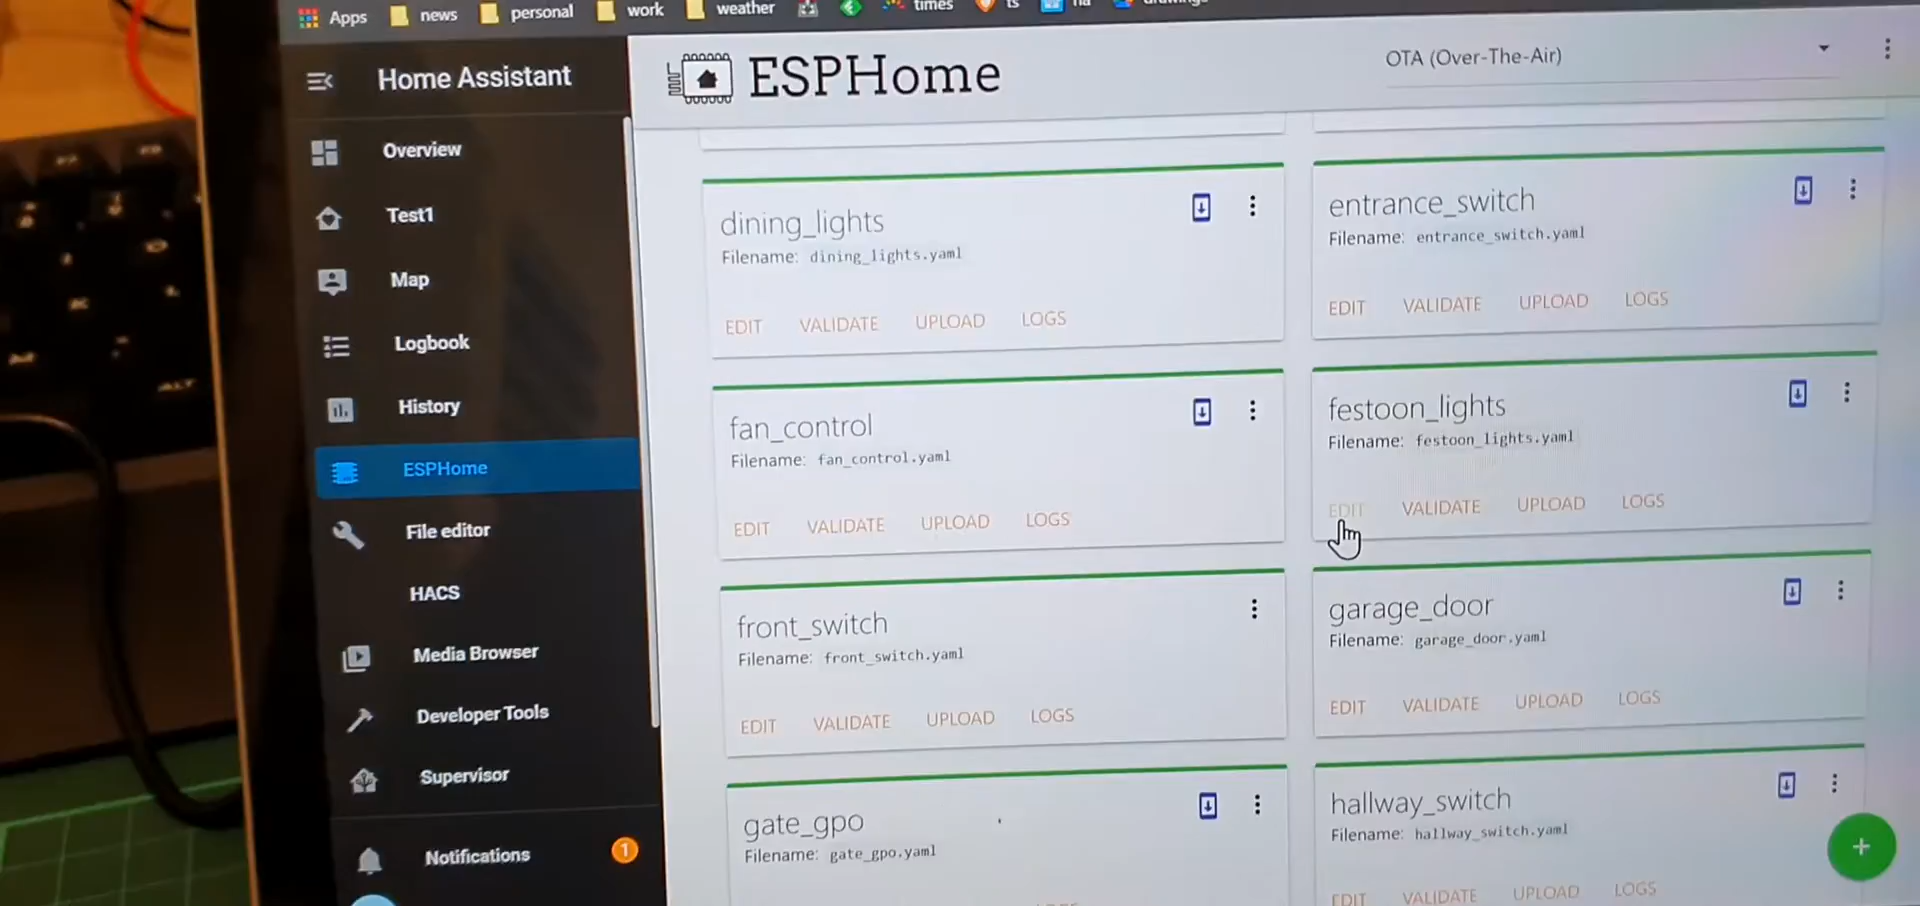 Apps
news
personal
work
weather
times
ts
Home Assistant
ESPHome
OTA (Over-The-Air)
Overview
Test1
Map
Logbook
History
ESPHome
File editor
HACS
Media Browser
Developer Tools
Supervisor
Notifications
1
dining_lights
Filename: dining_lights.yaml
EDIT VALIDATE UPLOAD LOGS
entrance_switch
Filename: entrance_switch.yaml
EDIT VALIDATE UPLOAD LOGS
fan_control
Filename: fan_control.yaml
EDIT VALIDATE UPLOAD LOGS
festoon_lights
Filename: festoon_lights.yaml
EDIT VALIDATE UPLOAD LOGS
front_switch
Filename: front_switch.yaml
EDIT VALIDATE UPLOAD LOGS
garage_door
Filename: garage_door.yaml
EDIT VALIDATE UPLOAD LOGS
gate_gpo
Filename: gate_gpo.yaml
hallway_switch
Filename: hallway_switch.yaml
EDIT VALIDATE UPLOAD LOGS
ALT